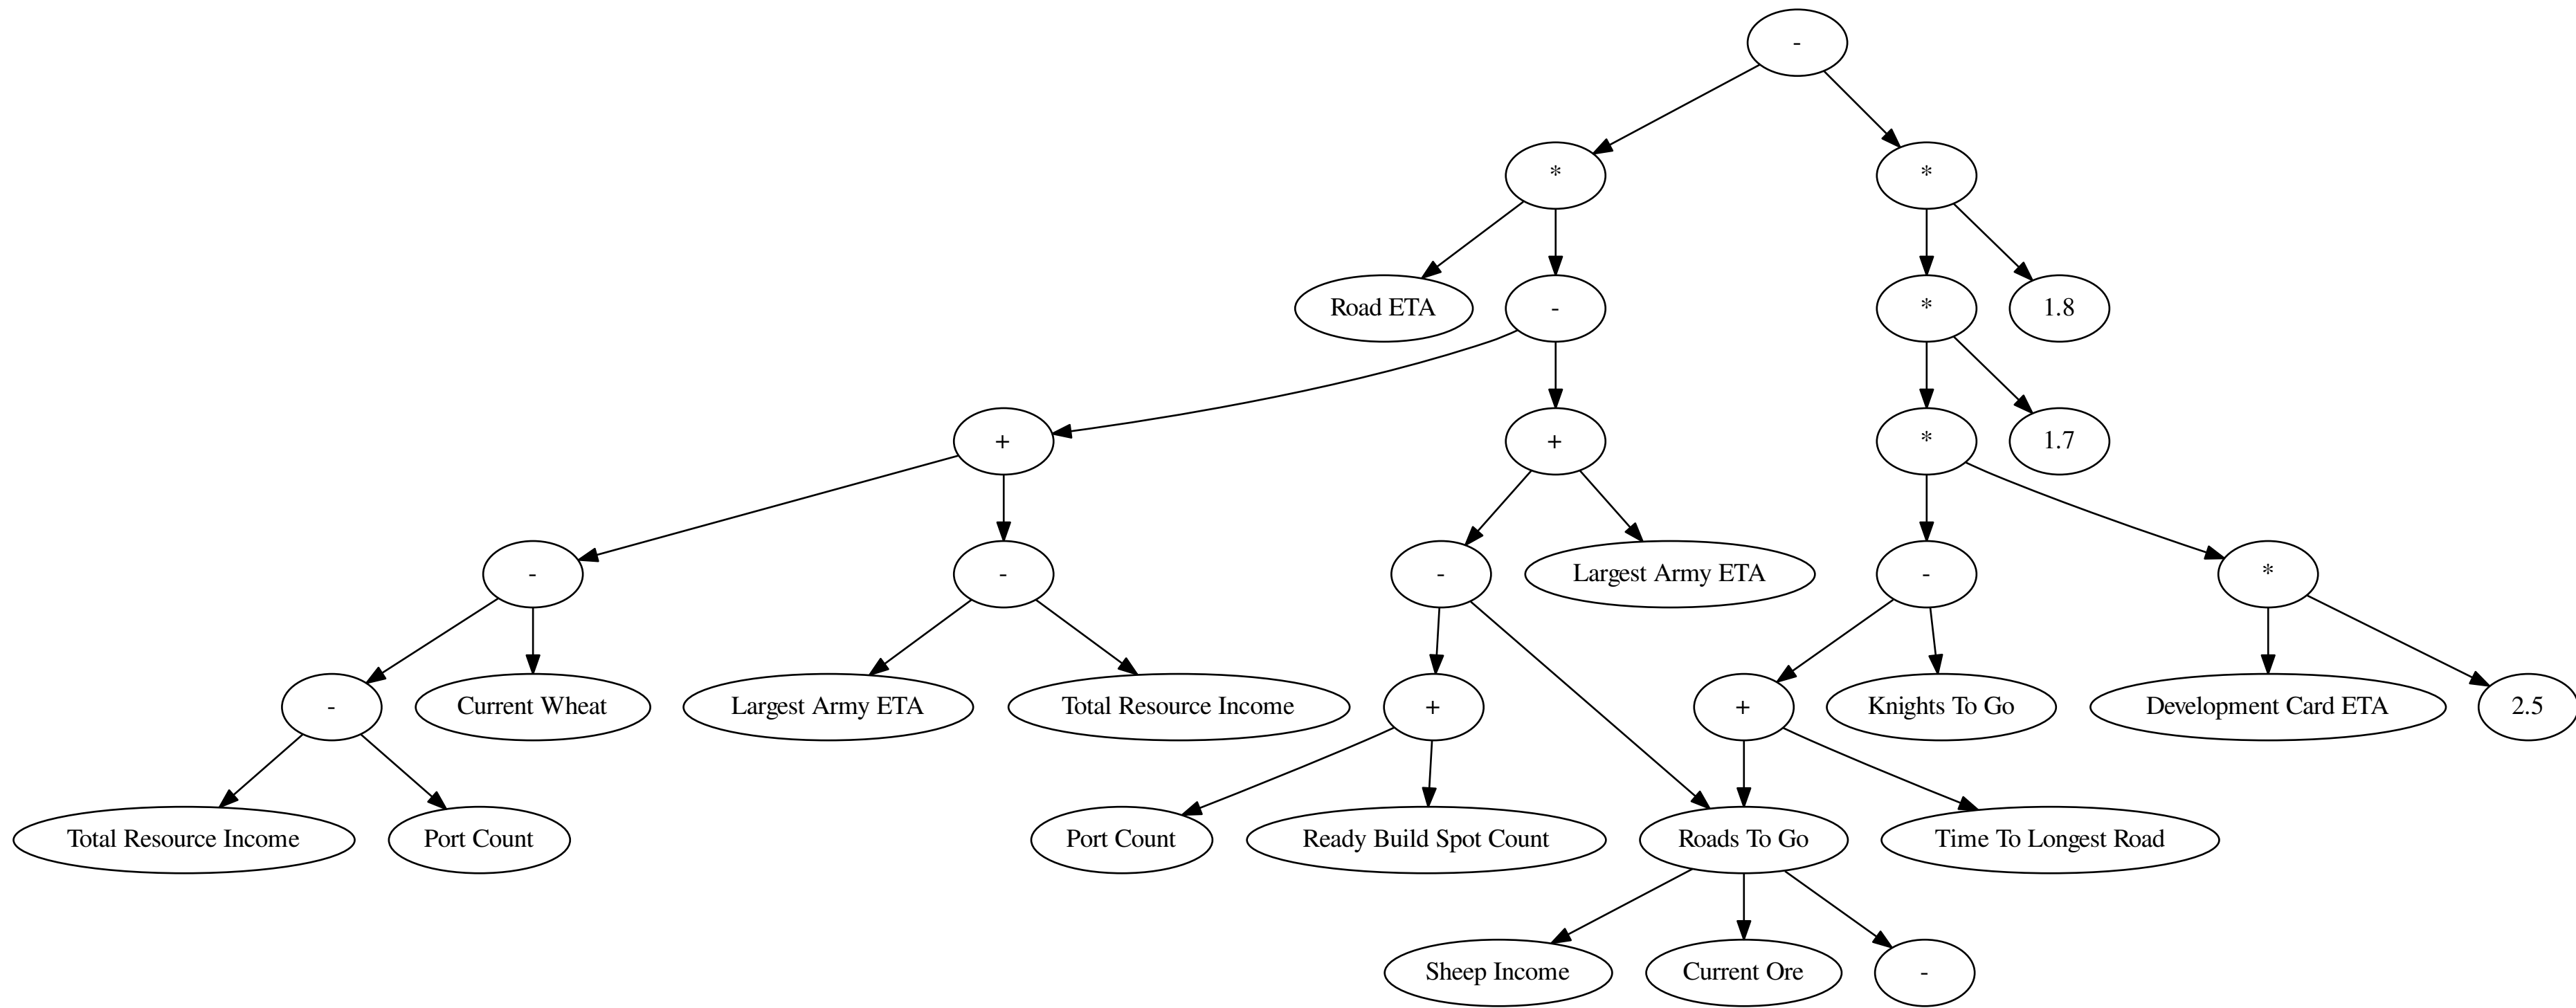 -
*
*
Road ETA
-
*
1.8
+
+
*
1.7
-
-
-
Largest Army ETA
-
*
-
Current Wheat
Largest Army ETA
Total Resource Income
+
+
Knights To Go
Development Card ETA
2.5
Total Resource Income
Port Count
Port Count
Ready Build Spot Count
Roads To Go
Time To Longest Road
Sheep Income
Current Ore
-